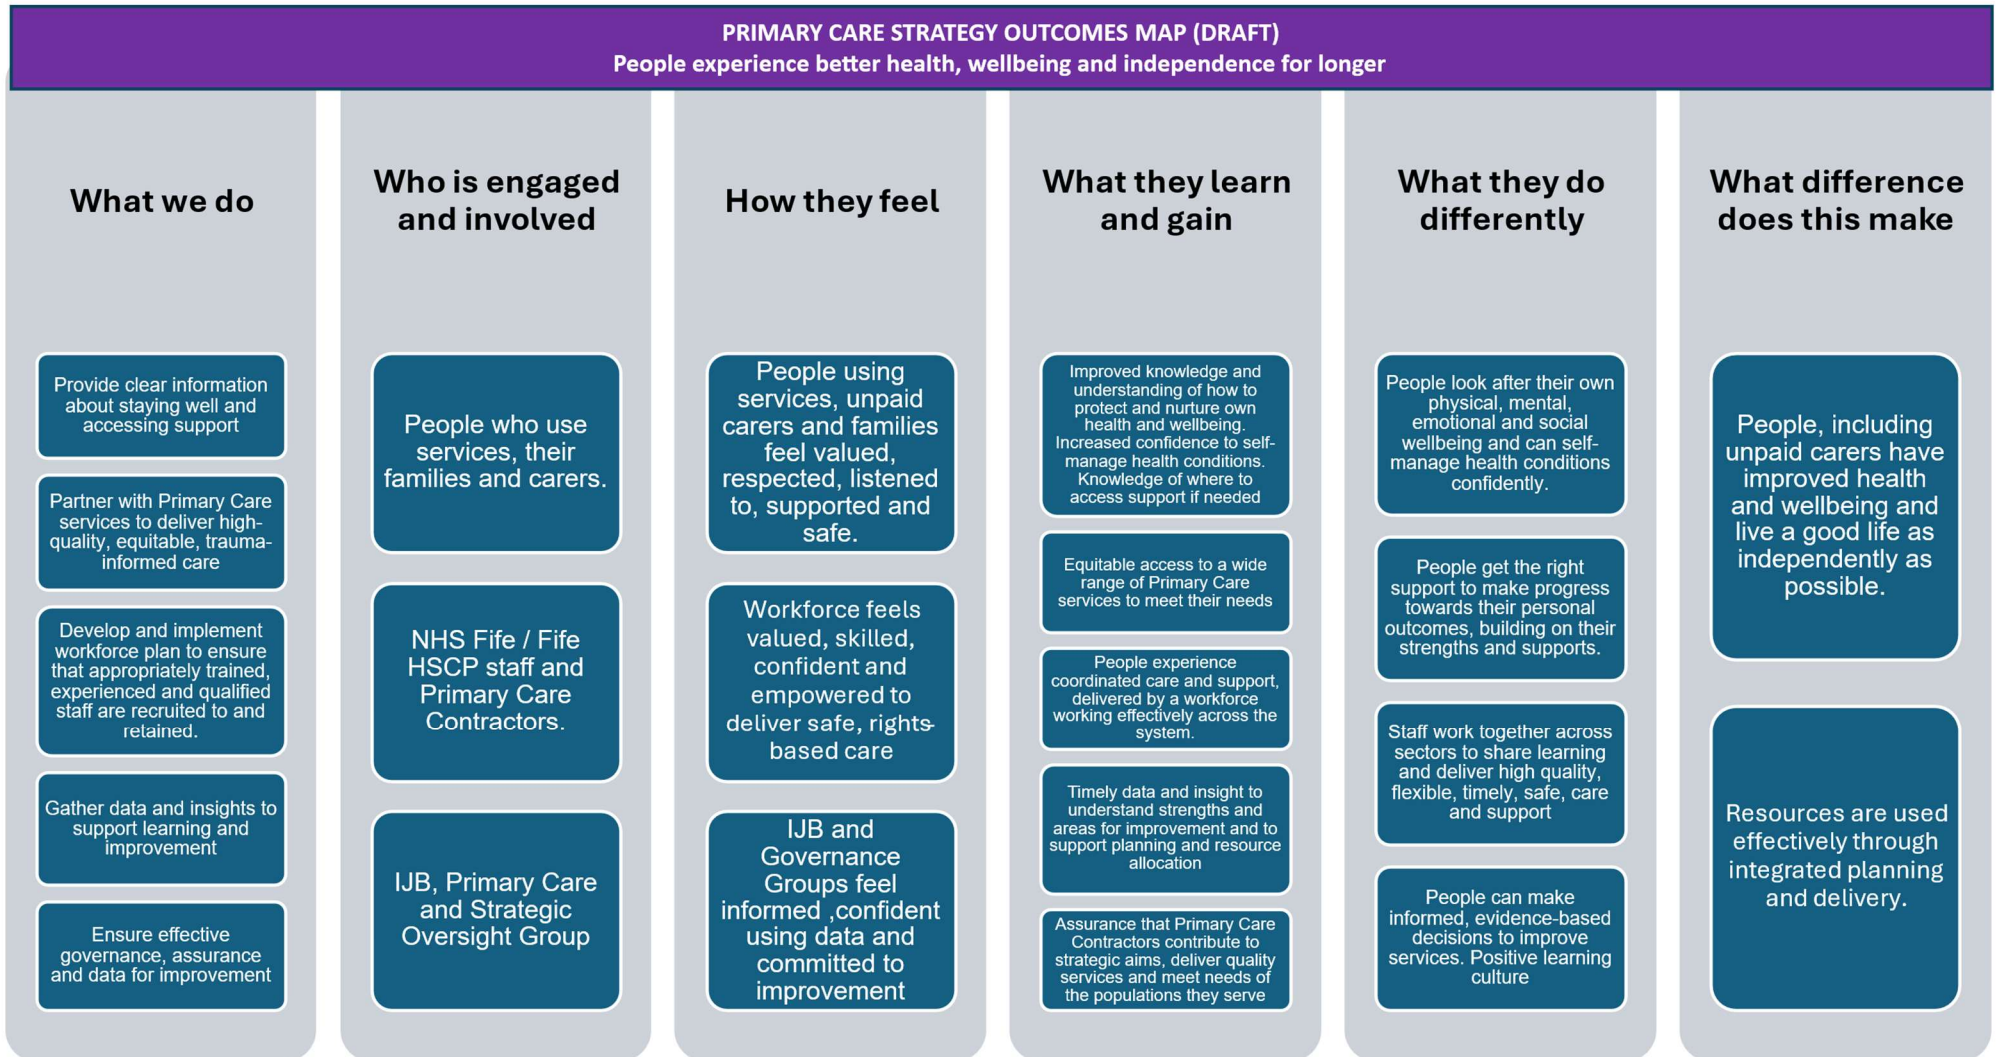 PRIMARY CARE STRATEGY OUTCOMES MAP (DRAFT)
People experience better health, wellbeing and independence for longer
What we do
Provide clear information
about staying well and
accessing support
Partner with Primary Care
services to deliver high-
quality, equitable, trauma-
informed care
Develop and implement
workforce plan to ensure
that appropriately trained,
experienced and qualified
staff are recruited to and
retained.
Gather data and insights to
support learning and
improvement
Ensure effective
governance, assurance
and data for improvement
Who is engaged
and involved
People who use
services, their
families and carers.
NHS Fife / Fife
HSCP staff and
Primary Care
Contractors.
IJB, Primary Care
and Strategic
Oversight Group
How they feel
People using
services, unpaid
carers and families
feel valued,
respected, listened
to, supported and
safe.
Workforce feels
valued, skilled,
confident and
empowered to
deliver safe, rights-
based care
IJB and
Governance
Groups feel
informed ,confident
using data and
committed to
improvement
What they learn
and gain
Improved knowledge and
understanding of how to
protect and nurture own
health and wellbeing.
Increased confidence to self-
manage health conditions.
Knowledge of where to
access support if needed
Equitable access to a wide
range of Primary Care
services to meet their needs
People experience
coordinated care and support,
delivered by a workforce
working effectively across the
system.
Timely data and insight to
understand strengths and
areas for improvement and to
support planning and resource
allocation
Assurance that Primary Care
Contractors contribute to
strategic aims, deliver quality
services and meet needs of
the populations they serve
What they do
differently
People look after their own
physical, mental,
emotional and social
wellbeing and can self-
manage health conditions
confidently.
People get the right
support to make progress
towards their personal
outcomes, building on their
strengths and supports.
Staff work together across
sectors to share learning
and deliver high quality,
flexible, timely, safe, care
and support
People can make
informed, evidence-based
decisions to improve
services. Positive learning
culture
What difference
does this make
People, including
unpaid carers have
improved health
and wellbeing and
live a good life as
independently as
possible.
Resources are used
effectively through
integrated planning
and delivery.